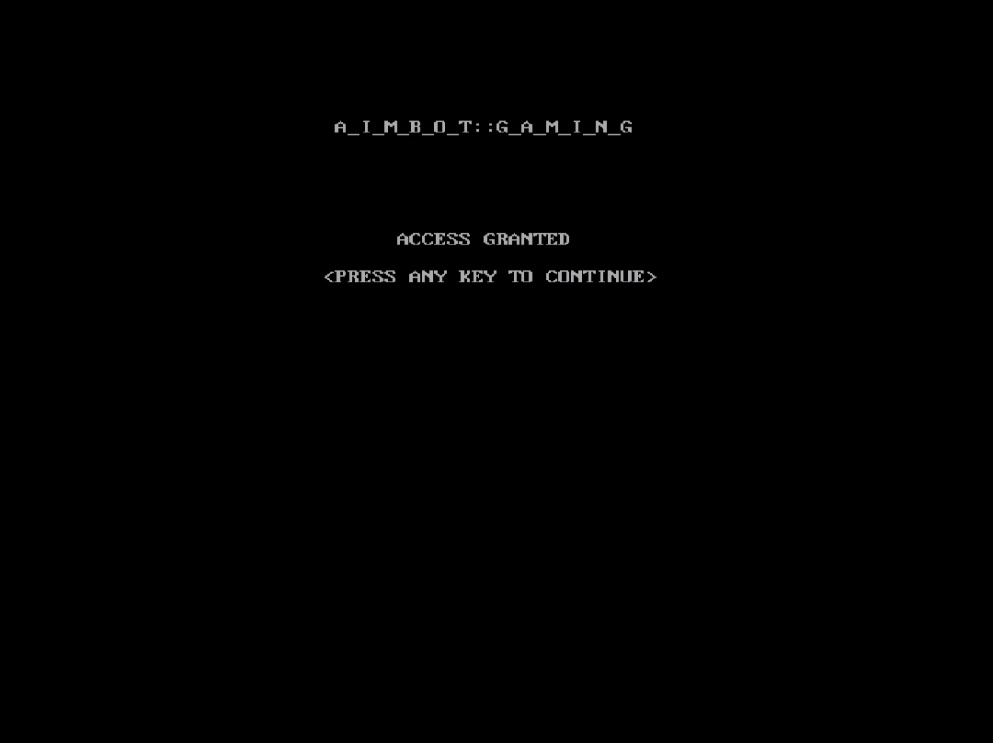 A_I_M_B_O_T::G_A_M_I_N_G
ACCESS GRANTED
<PRESS ANY KEY TO CONTINUE>